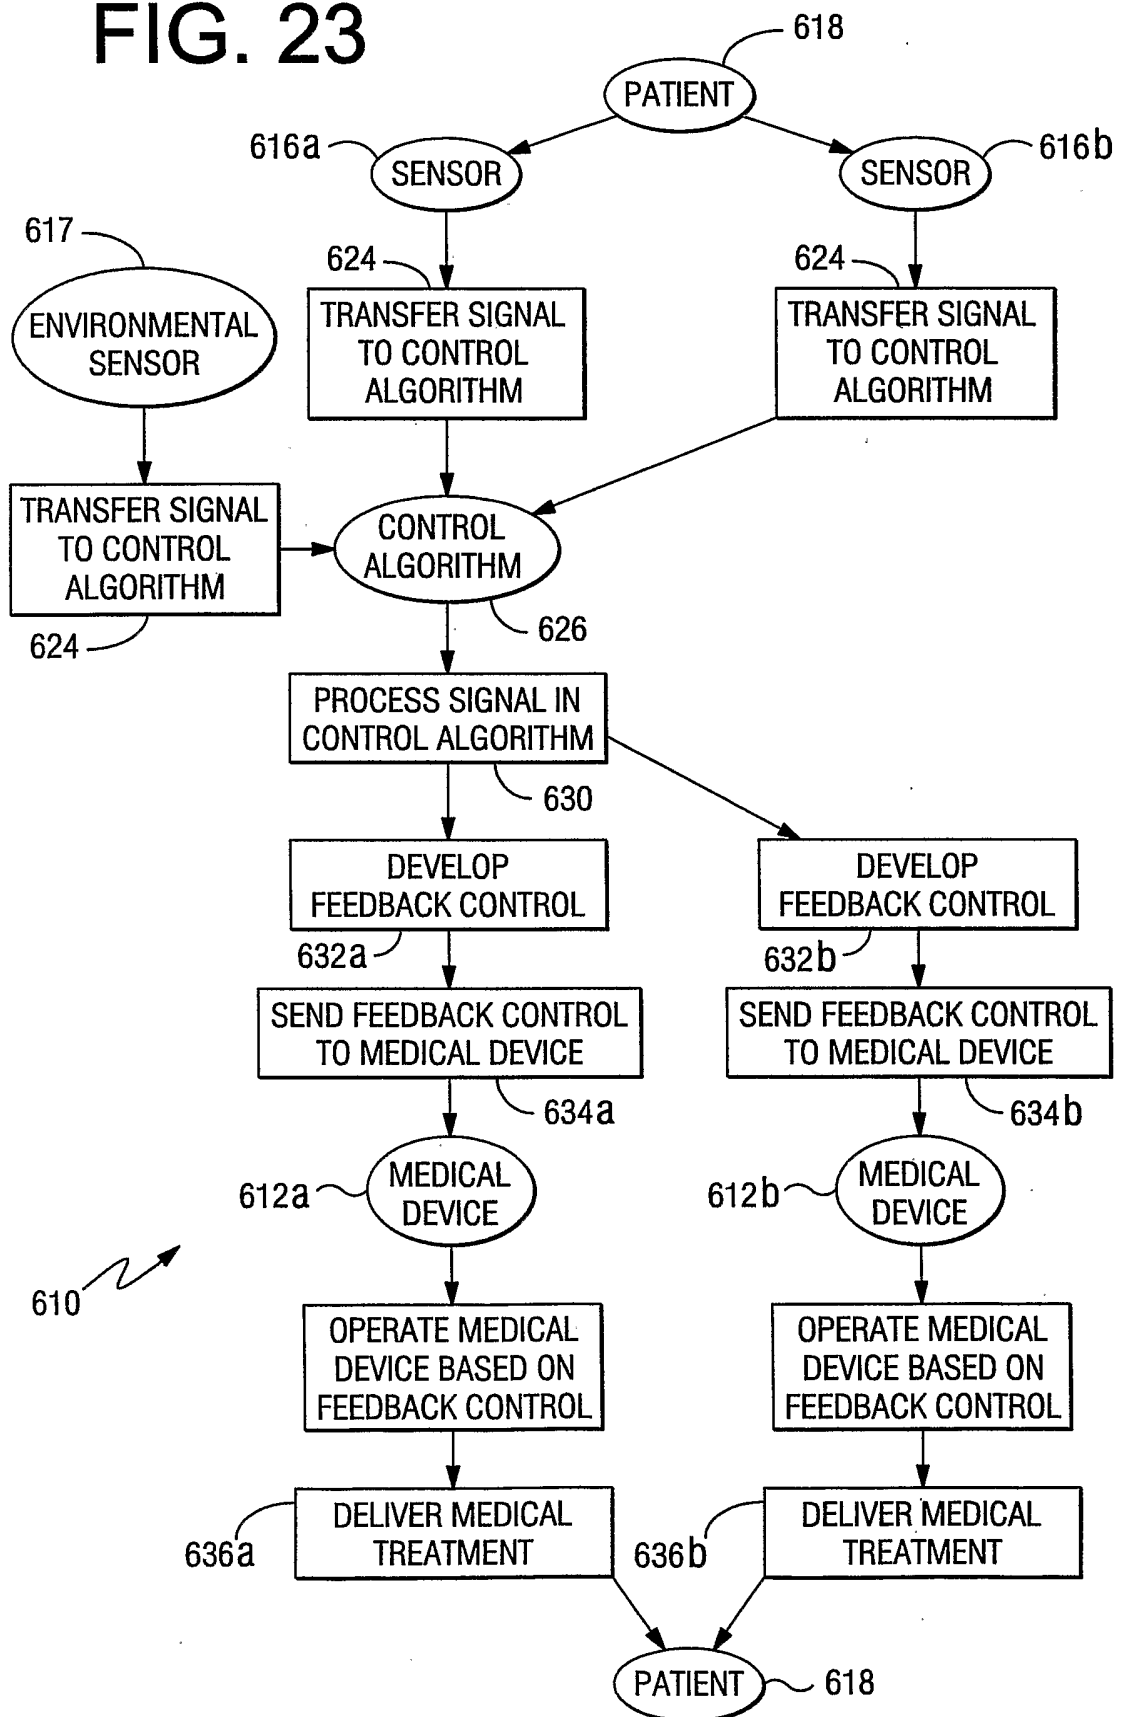 FIG. 23
618
PATIENT
616a
SENSOR
SENSOR
616b
617
ENVIRONMENTAL
SENSOR
624
TRANSFER SIGNAL
TO CONTROL
ALGORITHM
624
TRANSFER SIGNAL
TO CONTROL
ALGORITHM
TRANSFER SIGNAL
TO CONTROL
ALGORITHM
624
CONTROL
ALGORITHM
626
PROCESS SIGNAL IN
CONTROL ALGORITHM
630
DEVELOP
FEEDBACK CONTROL
632a
DEVELOP
FEEDBACK CONTROL
632b
SEND FEEDBACK CONTROL
TO MEDICAL DEVICE
634a
SEND FEEDBACK CONTROL
TO MEDICAL DEVICE
634b
612a
MEDICAL
DEVICE
612b
MEDICAL
DEVICE
610
OPERATE MEDICAL
DEVICE BASED ON
FEEDBACK CONTROL
OPERATE MEDICAL
DEVICE BASED ON
FEEDBACK CONTROL
636a
DELIVER MEDICAL
TREATMENT
636b
DELIVER MEDICAL
TREATMENT
PATIENT
618